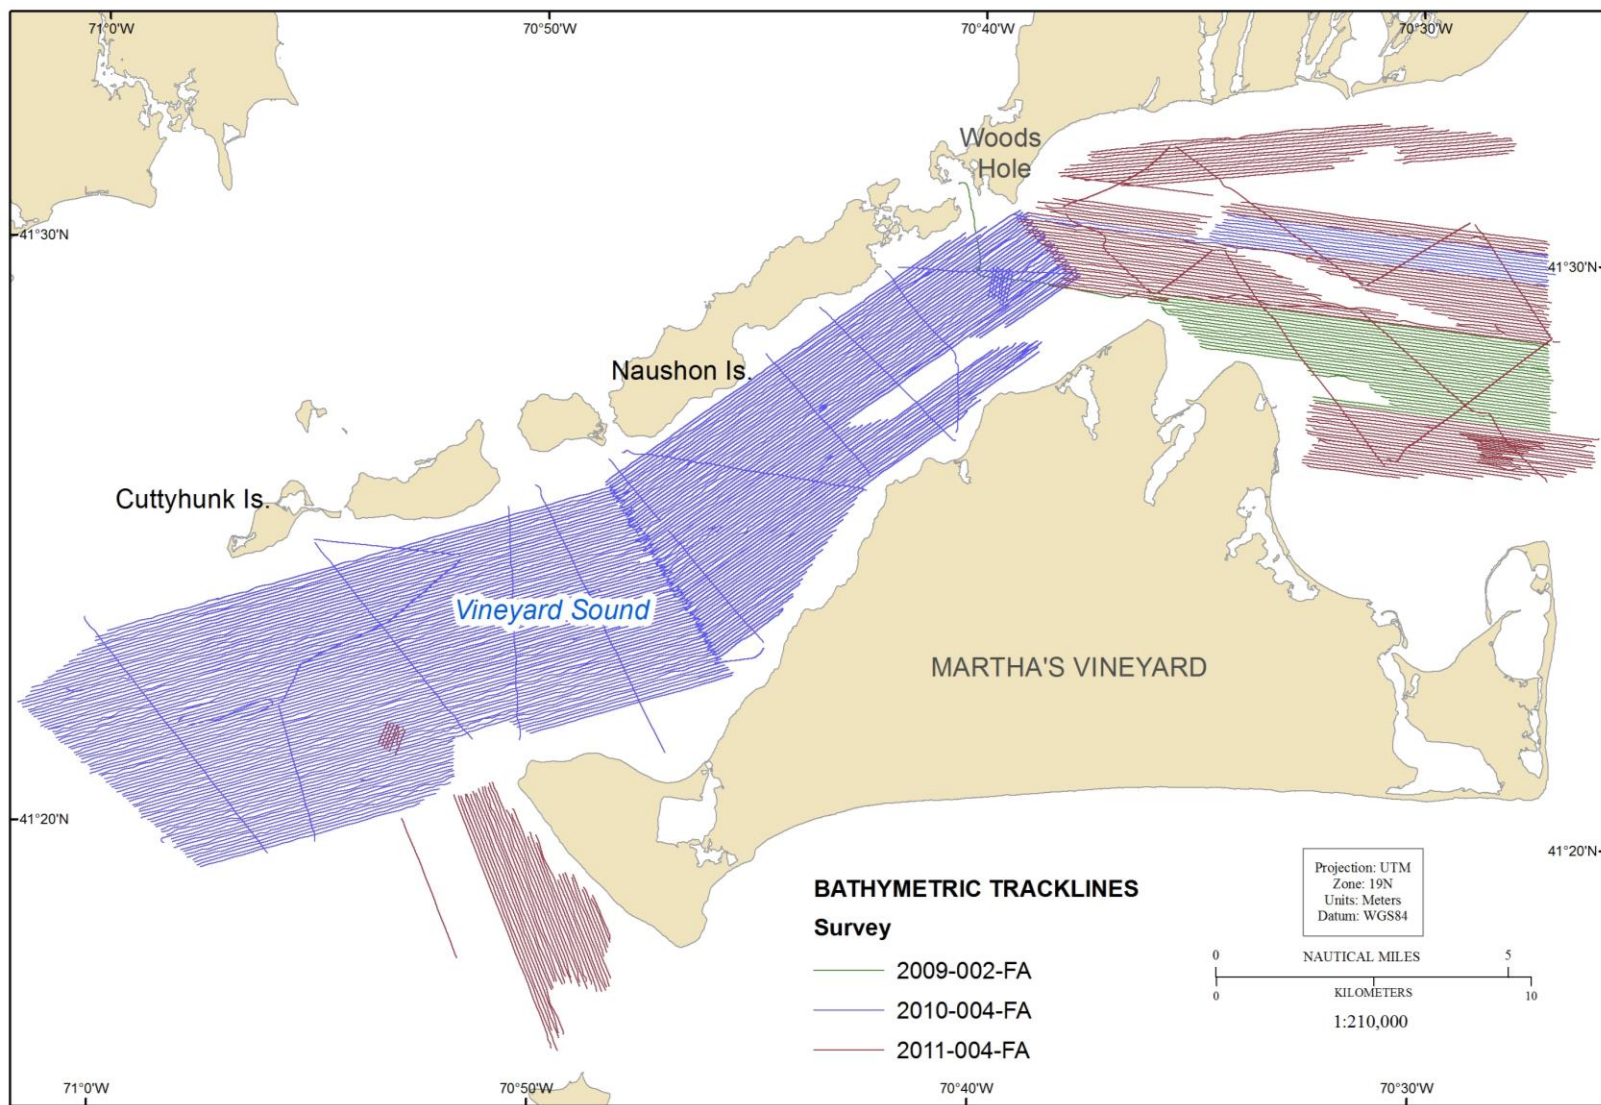 71°0'W
70°50'W
70°40'W
70°30'W
Woods
Hole
41°30'N
41°30'N
Naushon Is.
Cuttyhunk Is.
Vineyard Sound
MARTHA'S VINEYARD
41°20'N
41°20'N
BATHYMETRIC TRACKLINES
Survey
2009-002-FA
2010-004-FA
2011-004-FA
Projection: UTM
Zone: 19N
Units: Meters
Datum: WGS84
0 NAUTICAL MILES 5
0 KILOMETERS 10
1:210,000
71°0'W
70°50'W
70°40'W
70°30'W